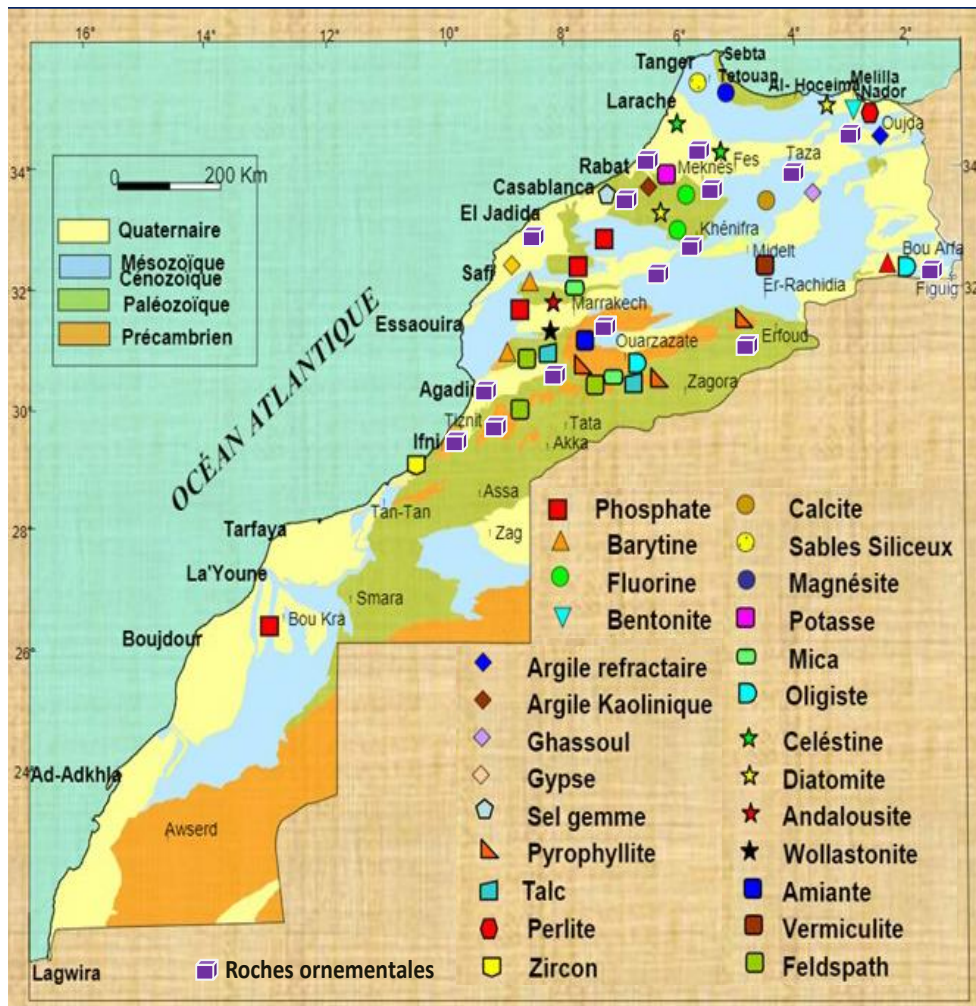 16° 14° 12° 10° 8° 6° 4° 2°
Sebta
Tanger
Tetouan
Al- Hoceima
Melilla
Nador
Larache
Oujda
34°
0 200 Km
Rabat
Meknès
Fes
Taza
Casablanca
El Jadida
Khénifra
Midelt
Bou Arfa
Quaternaire
Mésozoïque
Cénozoïque
Paléozoïque
Précambrien
Safi
Er-Rachidia
Figuig
32° 32
Marrakech
Essaouira
Ouarzazate
Erfoud
OCÉAN ATLANTIQUE
Agadir
Zagora
30°
Tiznit
Tata
Ifni
Akka
Assa
Tan-Tan
28°
Tarfaya
Zag
La'Youne
Smara
Bou Kra
Boujdour
26°
24°
Ad-Adkhla
Awserd
Lagwira
Phosphate
Barytine
Fluorine
Bentonite
Argile refractaire
Argile Kaolinique
Ghassoul
Gypse
Sel gemme
Pyrophyllite
Talc
Perlite
Zircon
Calcite
Sables Siliceux
Magnésite
Potasse
Mica
Oligiste
Celéstine
Diatomite
Andalousite
Wollastonite
Amiante
Vermiculite
Feldspath
Roches ornementales